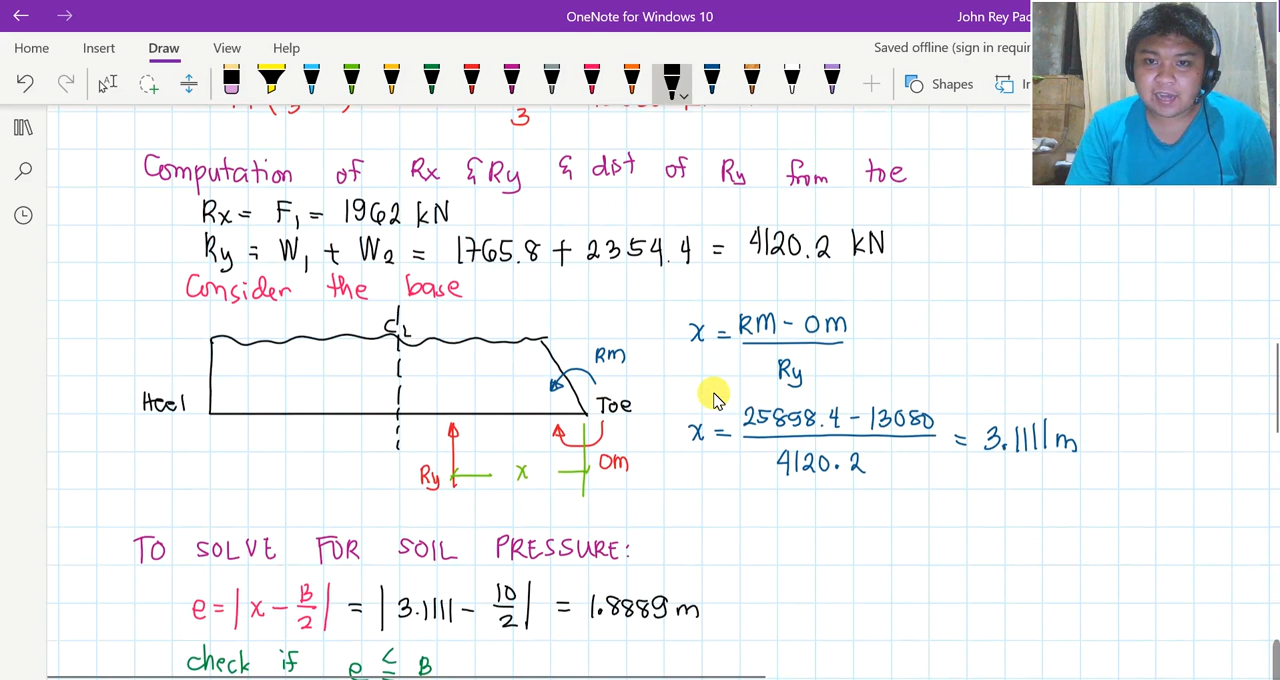 OneNote for Windows 10
John Rey Pac
Home Insert Draw View Help
Saved offline (sign in requir
Shapes
In
3
Computation of Rx & Ry & dst of Ry from toe
Rx = F₁ = 1962 kN
Ry = W₁ + W₂ = 1765.8 + 2354.4 = 4120.2 kN
Consider the base
CL
RM
Heel
Toe
Ry
x
OM
x = RM - OM
Ry
x = 25898.4 - 13080 = 3.1111 m
4120.2
TO SOLVE FOR SOIL PRESSURE:
e = |x - B/2| = |3.1111 - 10/2| = 1.8889 m
check if e ≤ B